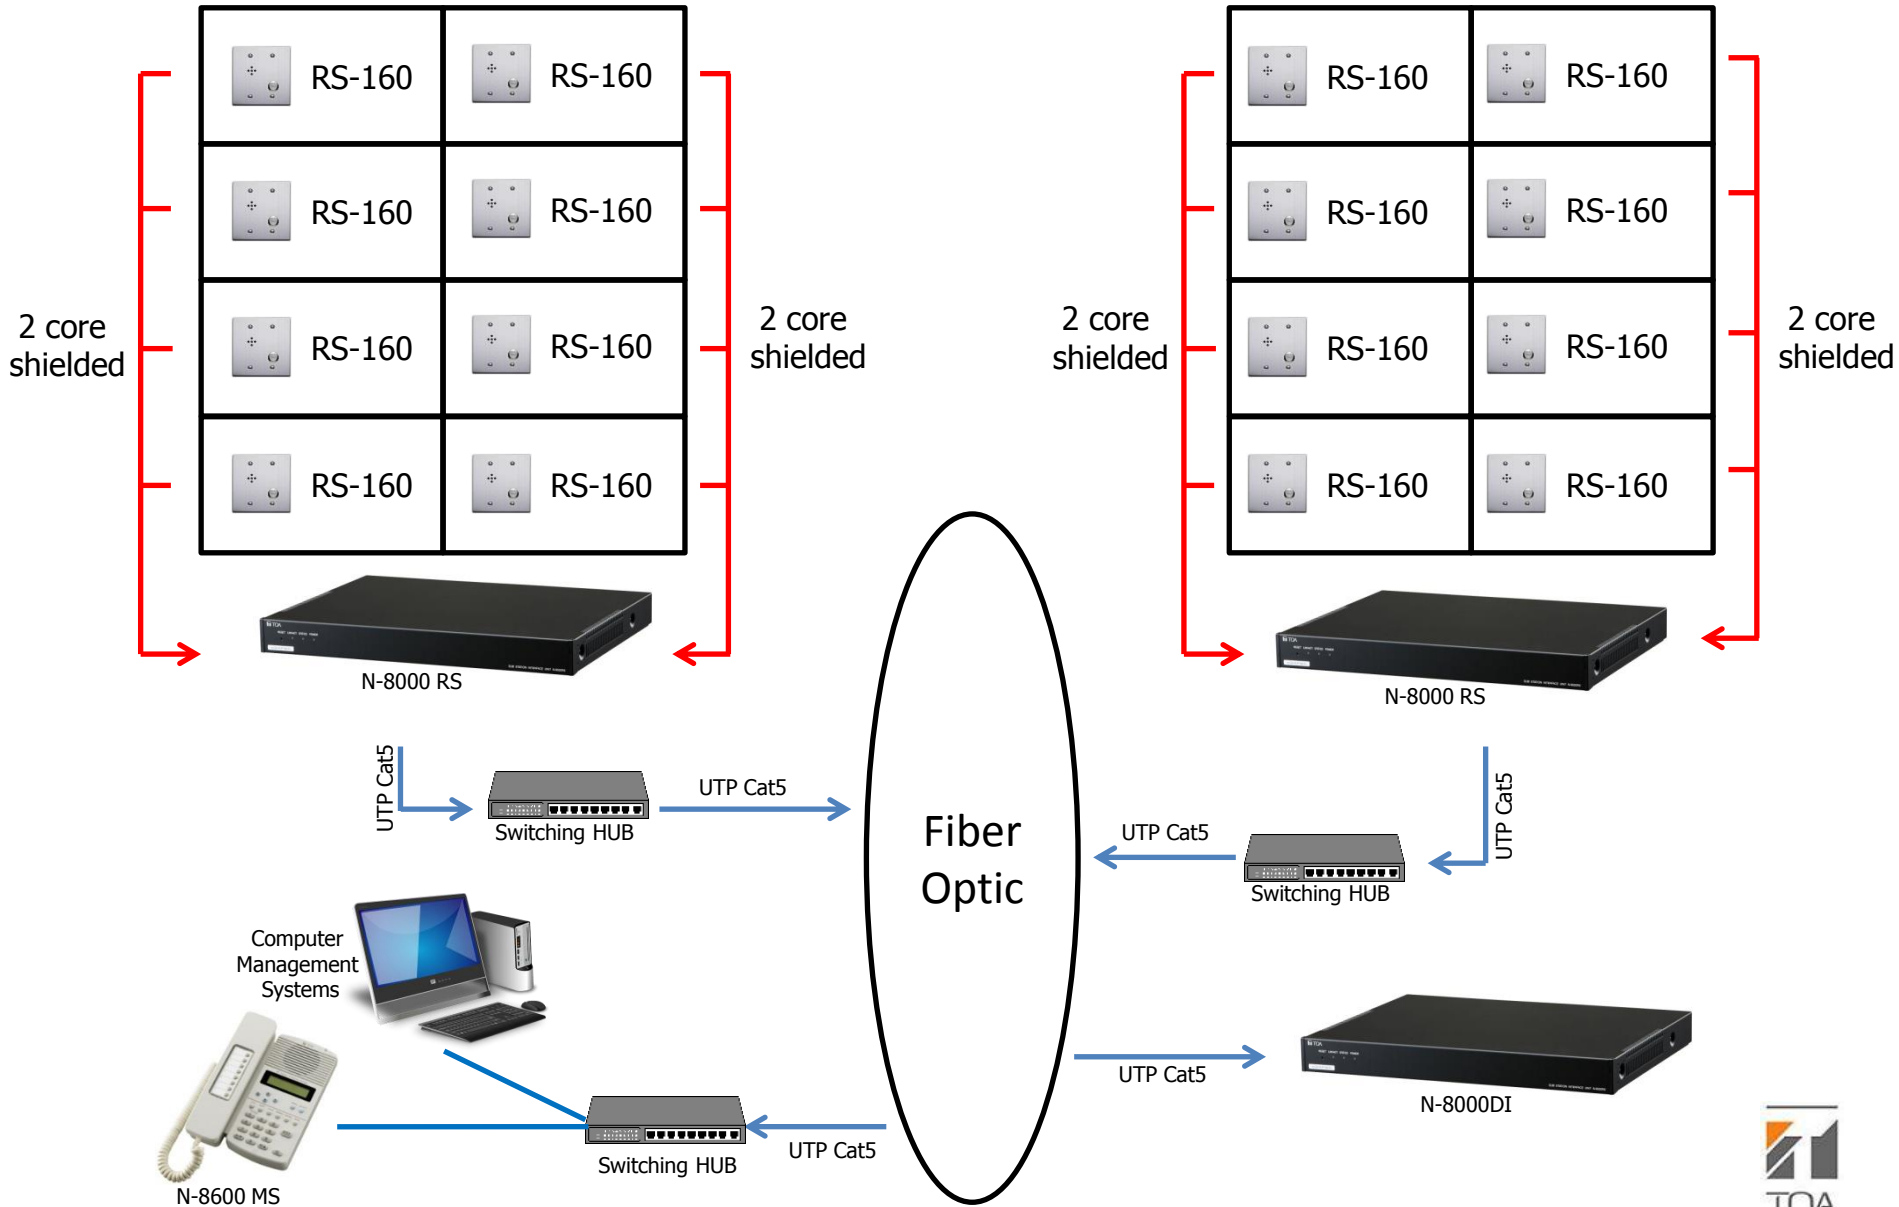 RS-160
RS-160
RS-160
RS-160
RS-160
RS-160
RS-160
RS-160
2 core
shielded
2 core
shielded
N-8000 RS
RS-160
RS-160
RS-160
RS-160
RS-160
RS-160
RS-160
RS-160
2 core
shielded
2 core
shielded
N-8000 RS
UTP Cat5
Switching HUB
UTP Cat5
Fiber
Optic
UTP Cat5
Switching HUB
UTP Cat5
Computer
Management
Systems
N-8600 MS
Switching HUB
UTP Cat5
UTP Cat5
N-8000DI
TOA